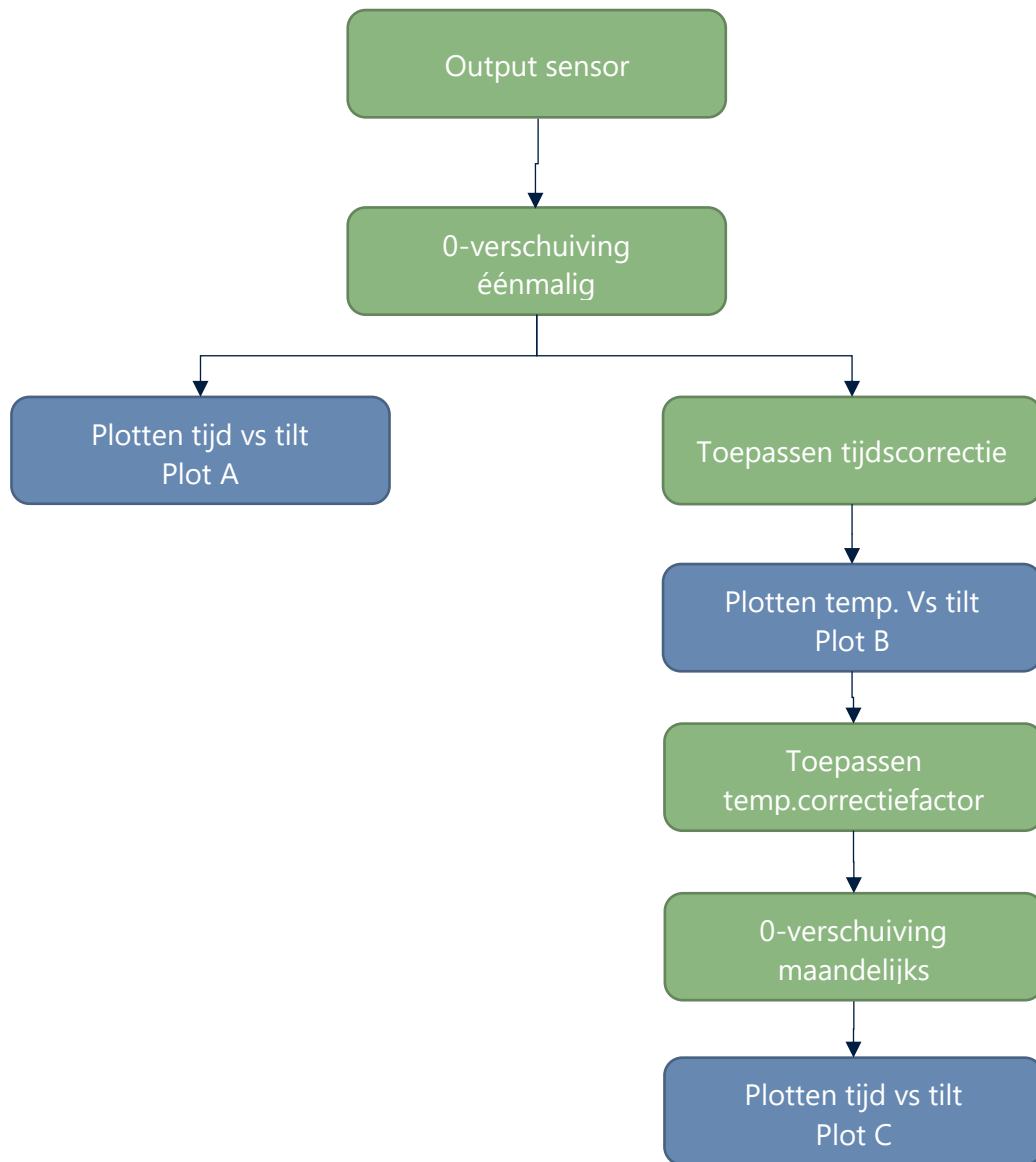 Output sensor
0-verschuiving
éénmalig
Plotten tijd vs tilt
Plot A
Toepassen tijdscorrectie
Plotten temp. Vs tilt
Plot B
Toepassen
temp.correctiefactor
0-verschuiving
maandelijks
Plotten tijd vs tilt
Plot C